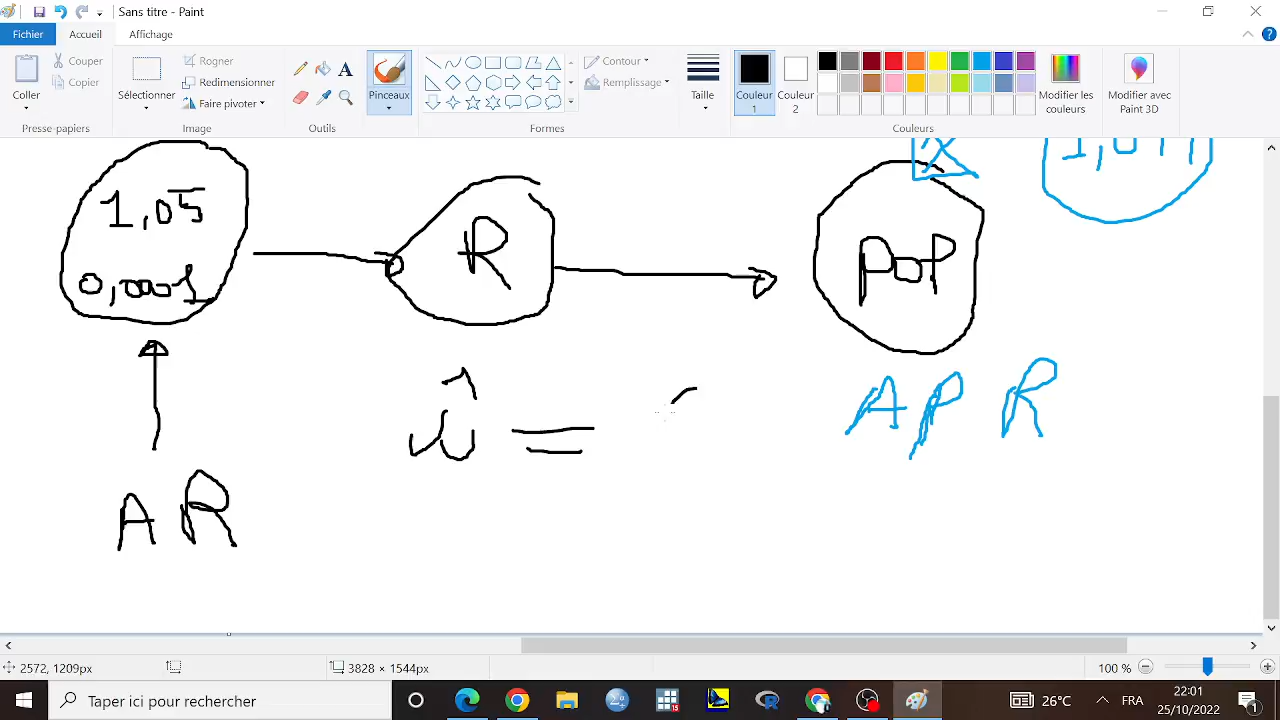 Sans titre - Paint
Fichier
Accueil
Affichage
Coller
Couper
Copier
Presse-papiers
Sélectionner
Rogner
Redimensionner
Faire pivoter
Image
A
Outils
Pinceaux
Contour
Remplissage
Formes
Taille
Couleur 1
Couleur 2
Couleurs
Modifier les couleurs
Modifier avec Paint 3D
1,05
0,0001
R
POP
ŵ =
A R
A P R
2572, 1209px
3828 × 1544px
100 %
Tapar ici pour rechercher
26°C
FRA
22:01
25/10/2022